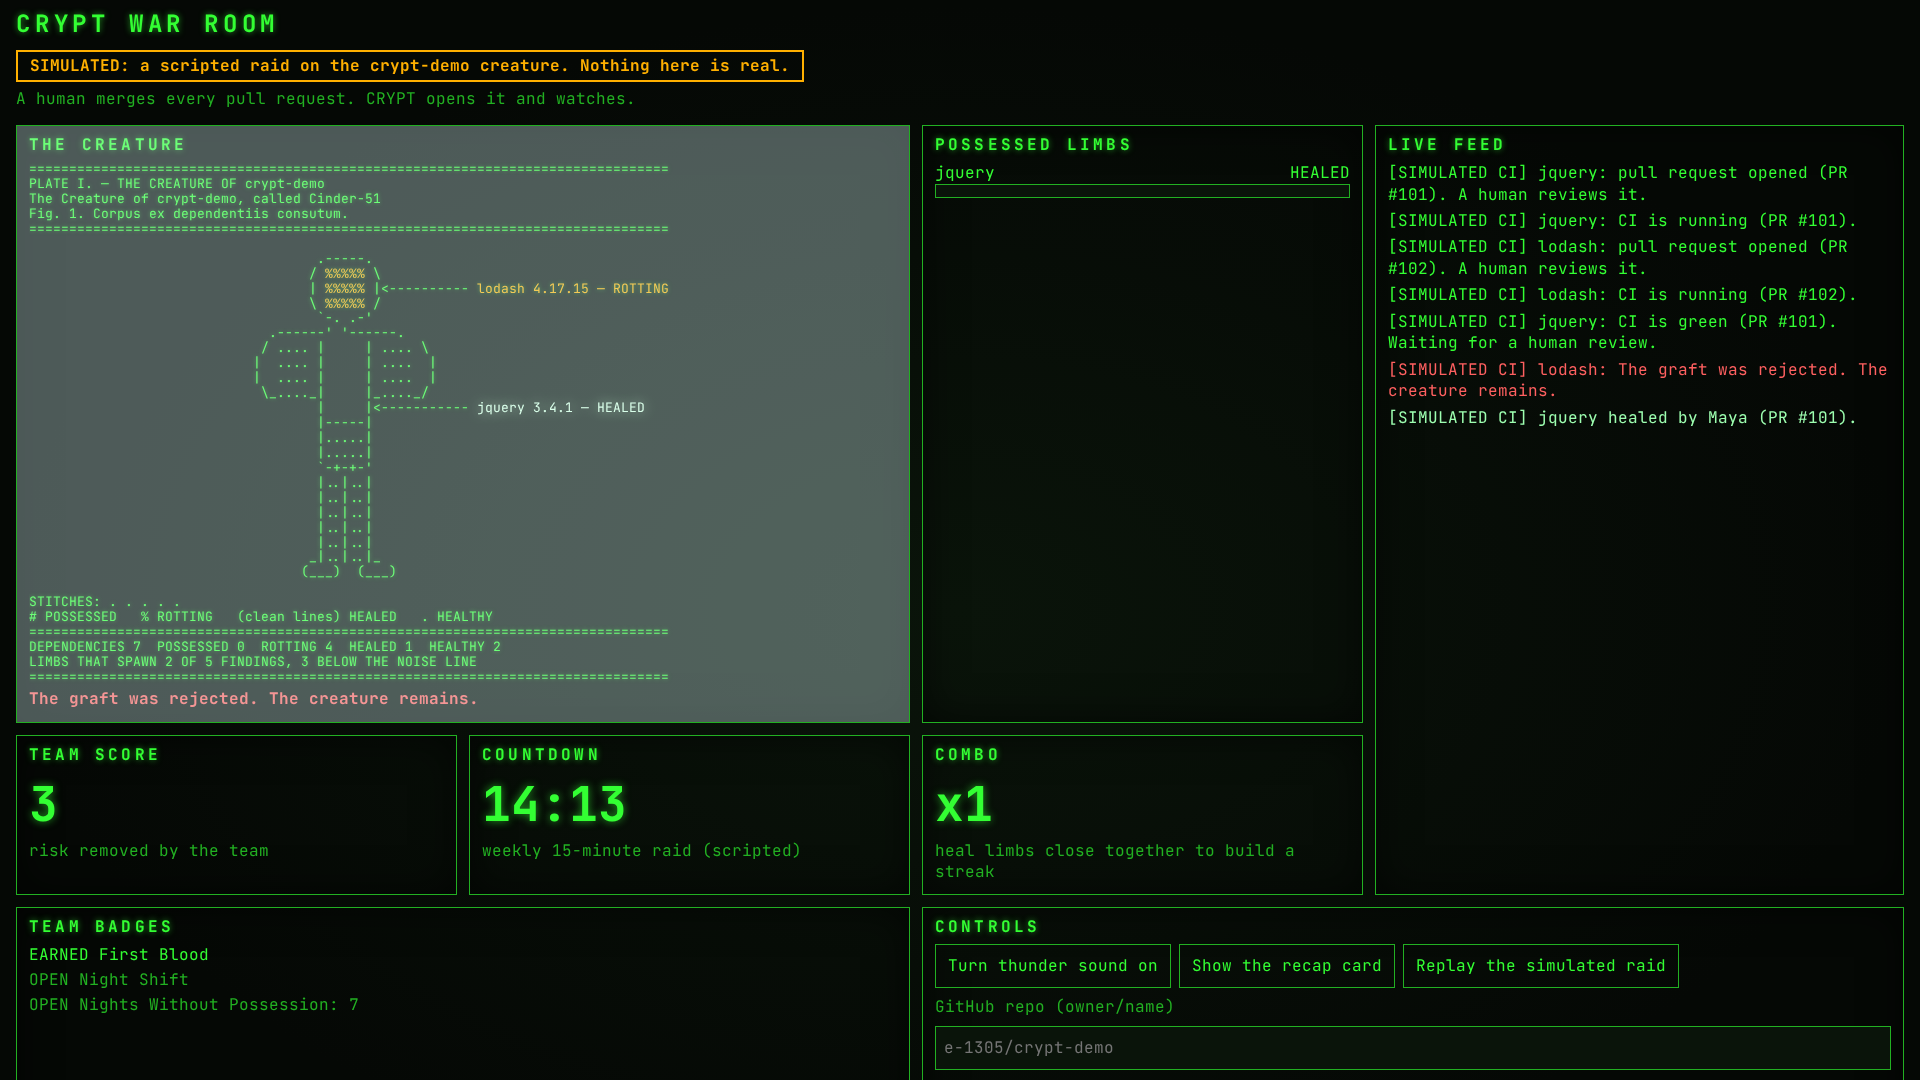 CRYPT WAR ROOM
SIMULATED: a scripted raid on the crypt-demo creature. Nothing here is real.
A human merges every pull request. CRYPT opens it and watches.
THE CREATURE
================================================================================
PLATE I. — THE CREATURE OF crypt-demo
The Creature of crypt-demo, called Cinder-51
Fig. 1. Corpus ex dependentiis consutum.
================================================================================
.-----.
/ %%%%% \
| %%%%% |<---------- lodash 4.17.15 — ROTTING
\ %%%%% /
`-. .-'
.------' '------.
/ .... |     | .... \
|  .... |     | ....  |
|  .... |     | ....  |
\_...._|     |_...._/
|     |<----------- jquery 3.4.1 — HEALED
|-----|
|.....|
|.....|
`-+-+-'
|..|..|
|..|..|
|..|..|
|..|..|
|..|..|
_|..|..|_
(___)  (___)
STITCHES: . . . . .
# POSSESSED   % ROTTING   (clean lines) HEALED   . HEALTHY
================================================================================
DEPENDENCIES 7  POSSESSED 0  ROTTING 4  HEALED 1  HEALTHY 2
LIMBS THAT SPAWN 2 OF 5 FINDINGS, 3 BELOW THE NOISE LINE
================================================================================
The graft was rejected. The creature remains.
POSSESSED LIMBS
jquery HEALED
LIVE FEED
[SIMULATED CI] jquery: pull request opened (PR
#101). A human reviews it.
[SIMULATED CI] jquery: CI is running (PR #101).
[SIMULATED CI] lodash: pull request opened (PR
#102). A human reviews it.
[SIMULATED CI] lodash: CI is running (PR #102).
[SIMULATED CI] jquery: CI is green (PR #101).
Waiting for a human review.
[SIMULATED CI] lodash: The graft was rejected. The
creature remains.
[SIMULATED CI] jquery healed by Maya (PR #101).
TEAM SCORE
3
risk removed by the team
COUNTDOWN
14:13
weekly 15-minute raid (scripted)
COMBO
x1
heal limbs close together to build a
streak
TEAM BADGES
EARNED First Blood
OPEN Night Shift
OPEN Nights Without Possession: 7
CONTROLS
Turn thunder sound on
Show the recap card
Replay the simulated raid
GitHub repo (owner/name)
e-1305/crypt-demo